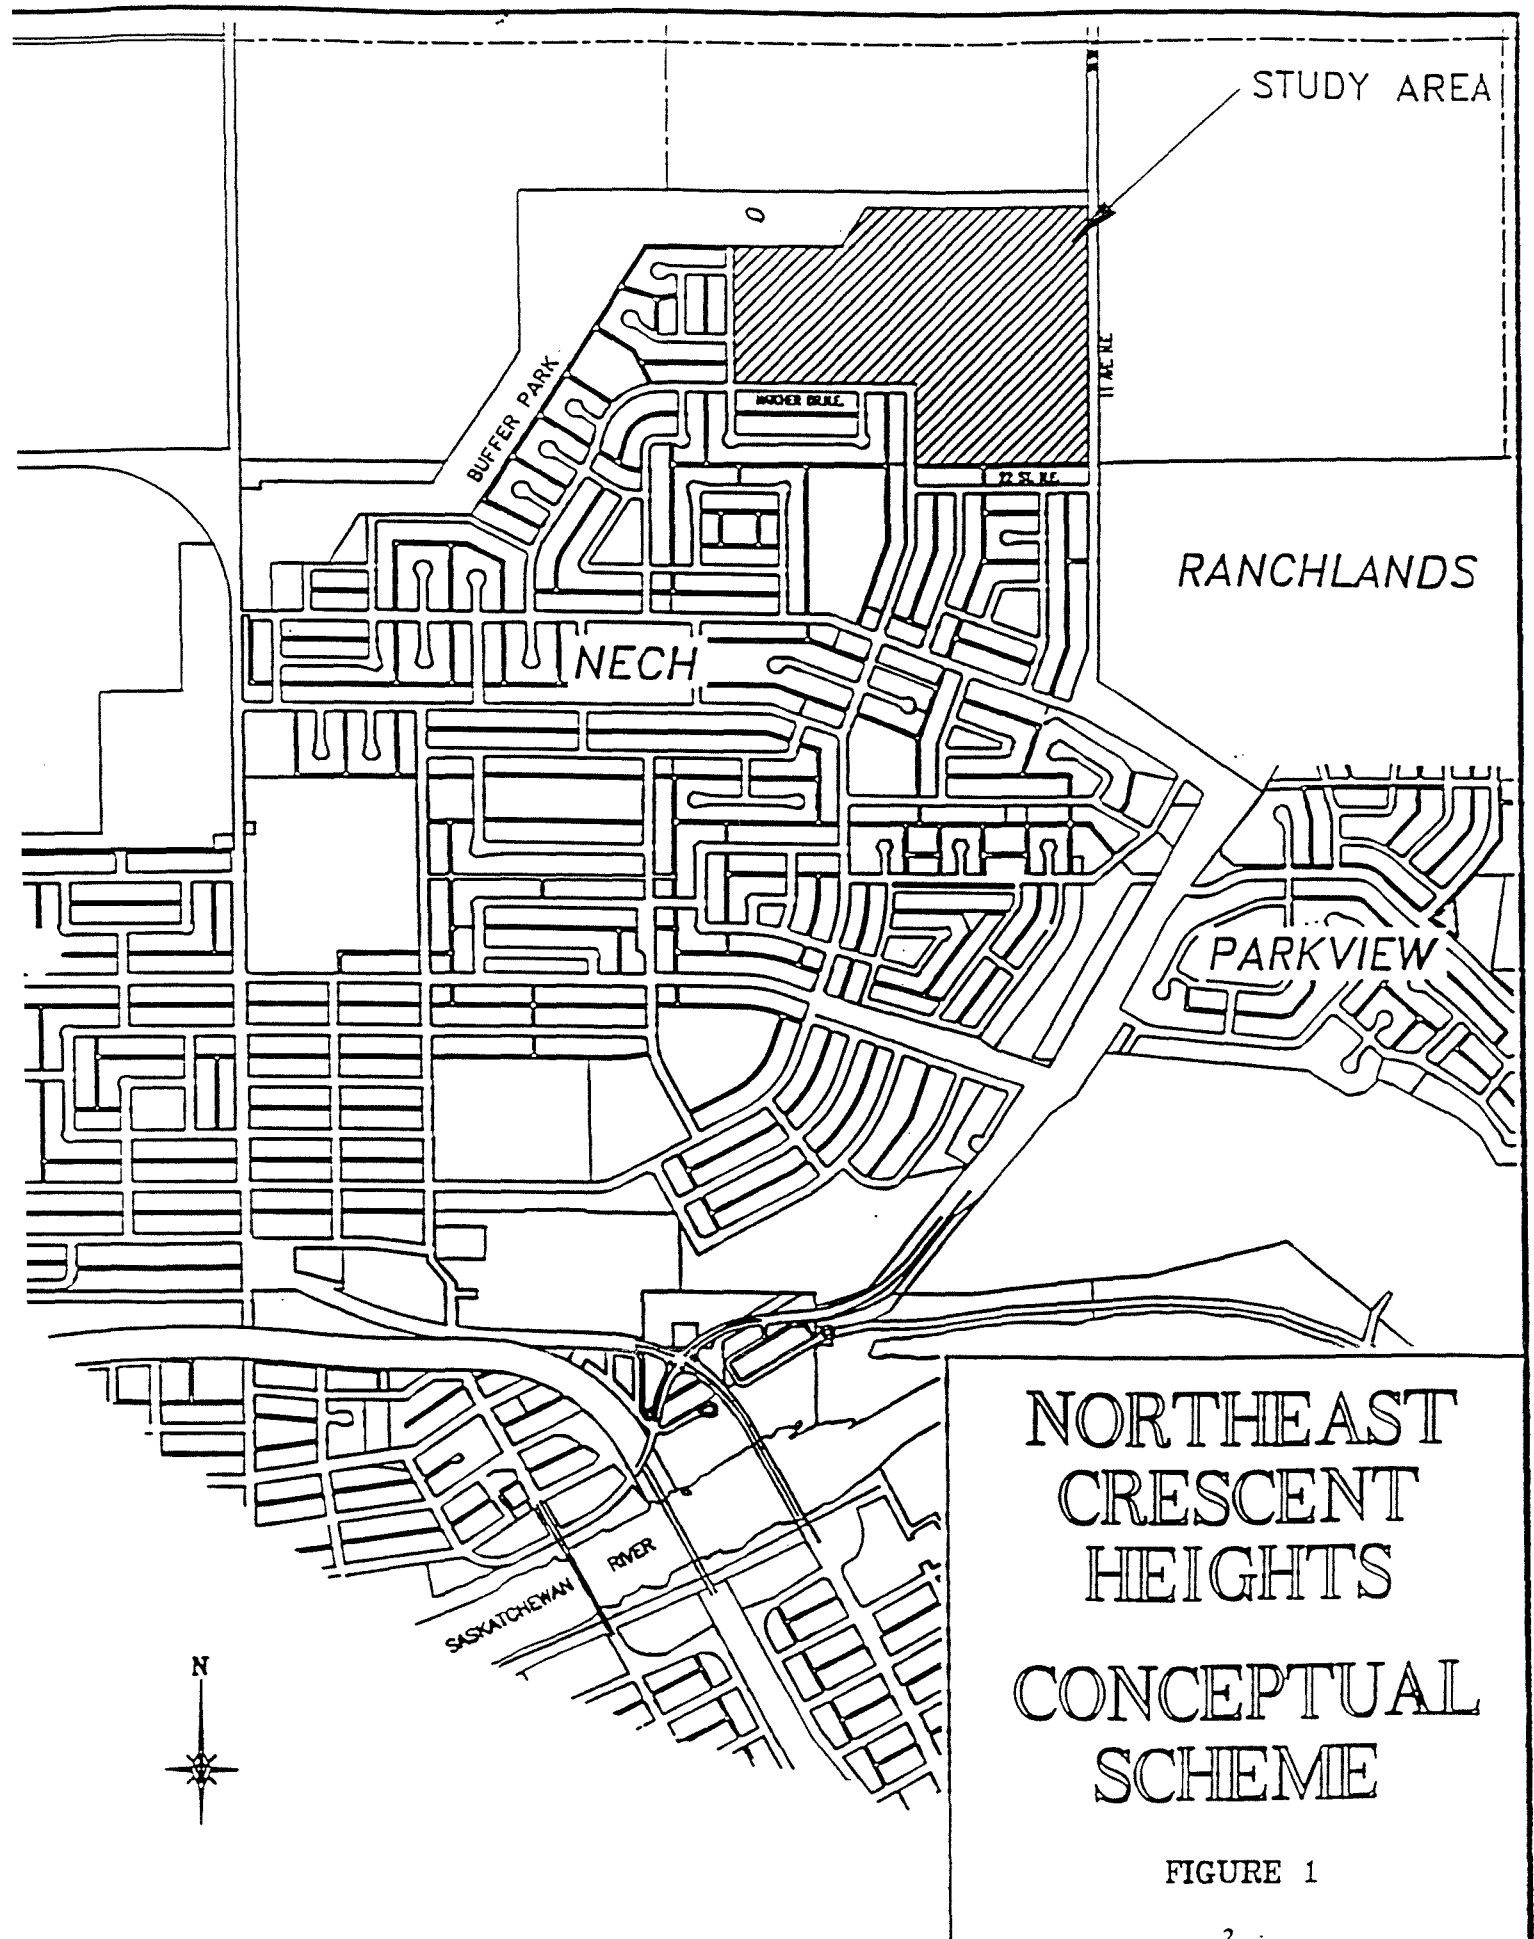 STUDY AREA
BUFFER PARK
11 AVE. N.E.
22 ST. N.E.
RANCHLANDS
NECH
PARKVIEW
SASKATCHEWAN RIVER
N
NORTHEAST
CRESCENT
HEIGHTS
CONCEPTUAL
SCHEME
FIGURE 1
2